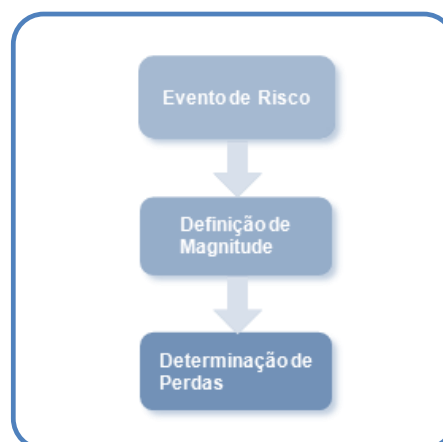 Evento de Risco
Definição de
Magnitude
Determinação de
Perdas